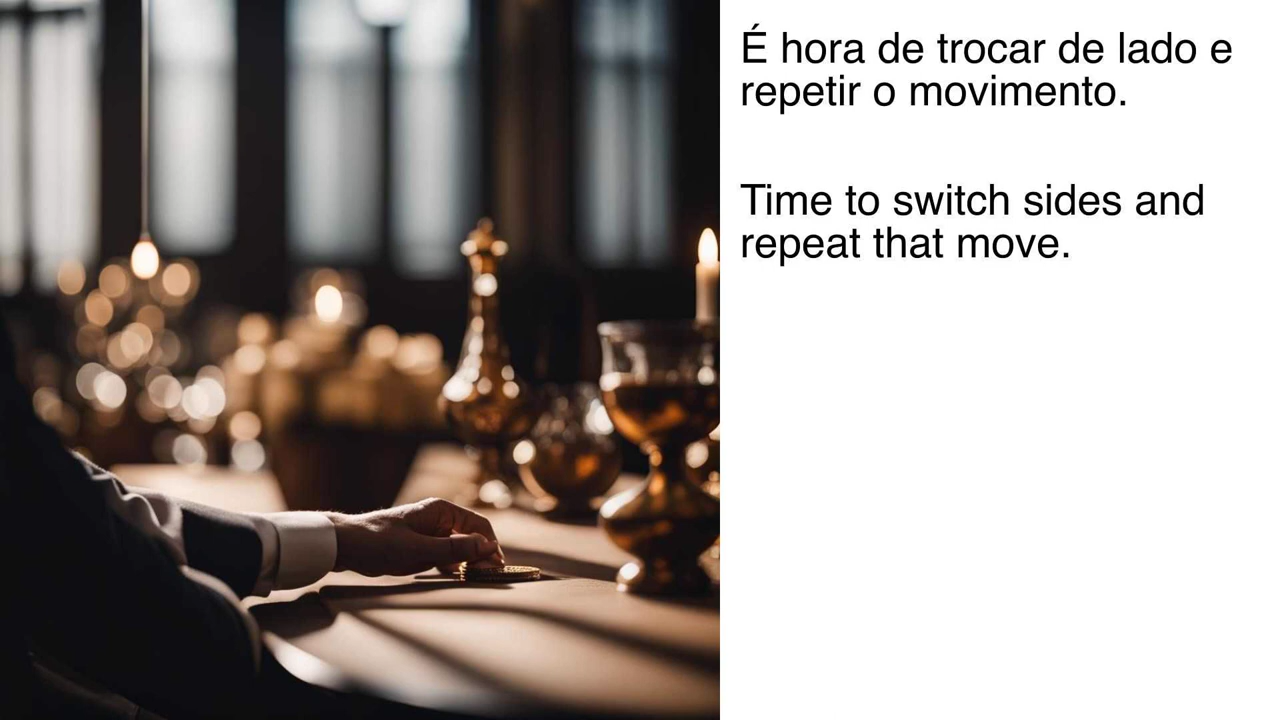 É hora de trocar de lado e
repetir o movimento.
Time to switch sides and
repeat that move.